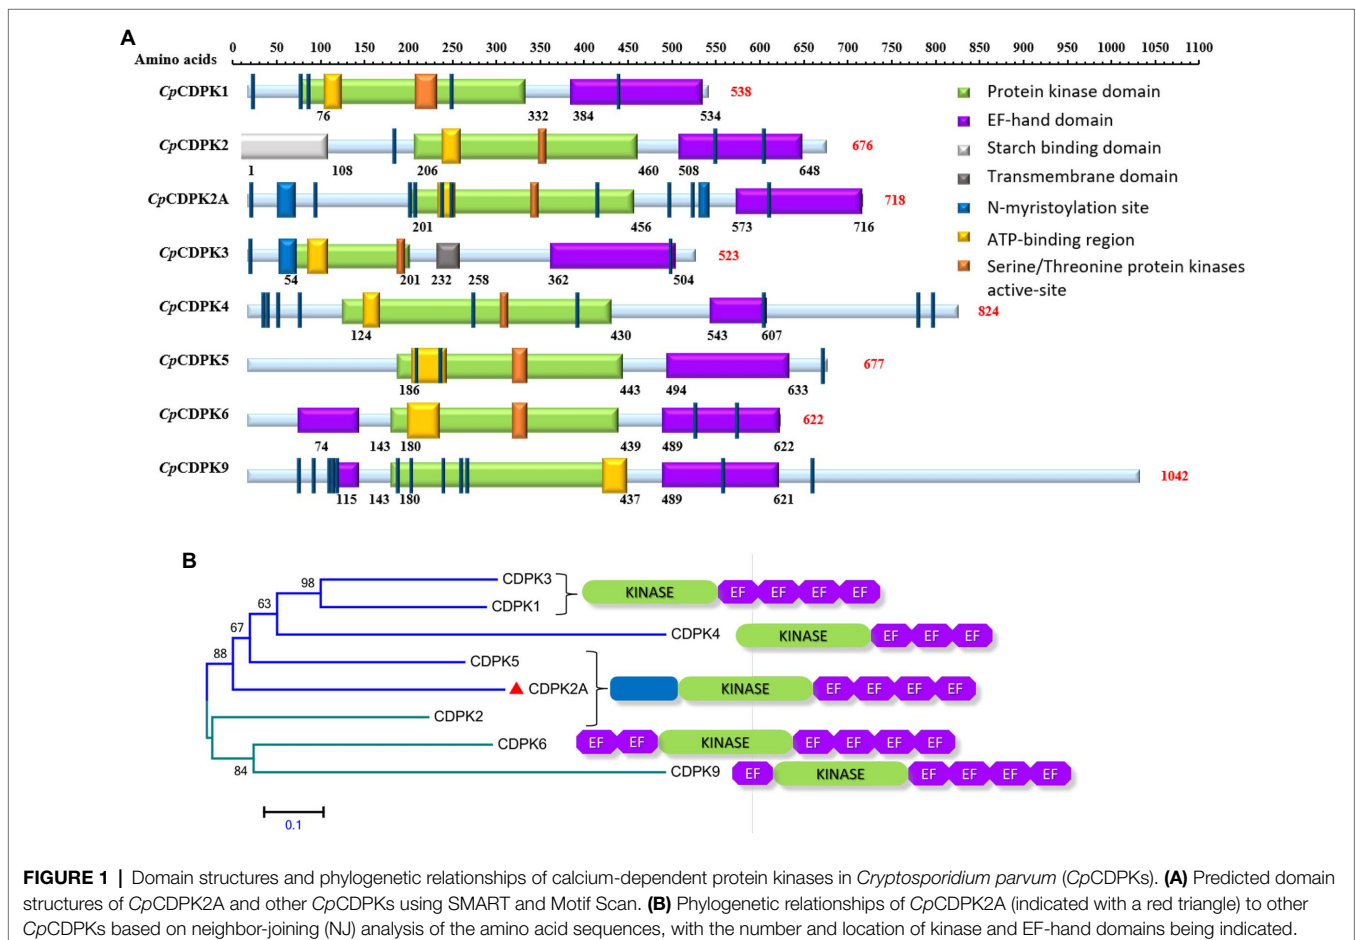 A
0 50 100 150 200 250 300 350 400 450 500 550 600 650 700 750 800 850 900 950 1000 1050 1100
Amino acids
CpCDPK1 538
76 332 384 534
CpCDPK2 676
1 108 206 460 508 648
CpCDPK2A 718
201 456 573 716
CpCDPK3 523
54 201 232 258 362 504
CpCDPK4 824
124 430 543 607
CpCDPK5 677
186 443 494 633
CpCDPK6 622
74 143 180 439 489 622
CpCDPK9 1042
115 143 180 437 489 621
Protein kinase domain
EF-hand domain
Starch binding domain
Transmembrane domain
N-myristoylation site
ATP-binding region
Serine/Threonine protein kinases
active-site
B
98 CDPK3 KINASE EF EF EF EF
63 CDPK1
67 CDPK4 KINASE EF EF EF
88 CDPK5
CDPK2A KINASE EF EF EF EF
CDPK2
CDPK6 EF EF KINASE EF EF EF EF
84 CDPK9 EF KINASE EF EF EF EF
0.1
FIGURE 1 | Domain structures and phylogenetic relationships of calcium-dependent protein kinases in Cryptosporidium parvum (CpCDPKs). (A) Predicted domain
structures of CpCDPK2A and other CpCDPKs using SMART and Motif Scan. (B) Phylogenetic relationships of CpCDPK2A (indicated with a red triangle) to other
CpCDPKs based on neighbor-joining (NJ) analysis of the amino acid sequences, with the number and location of kinase and EF-hand domains being indicated.